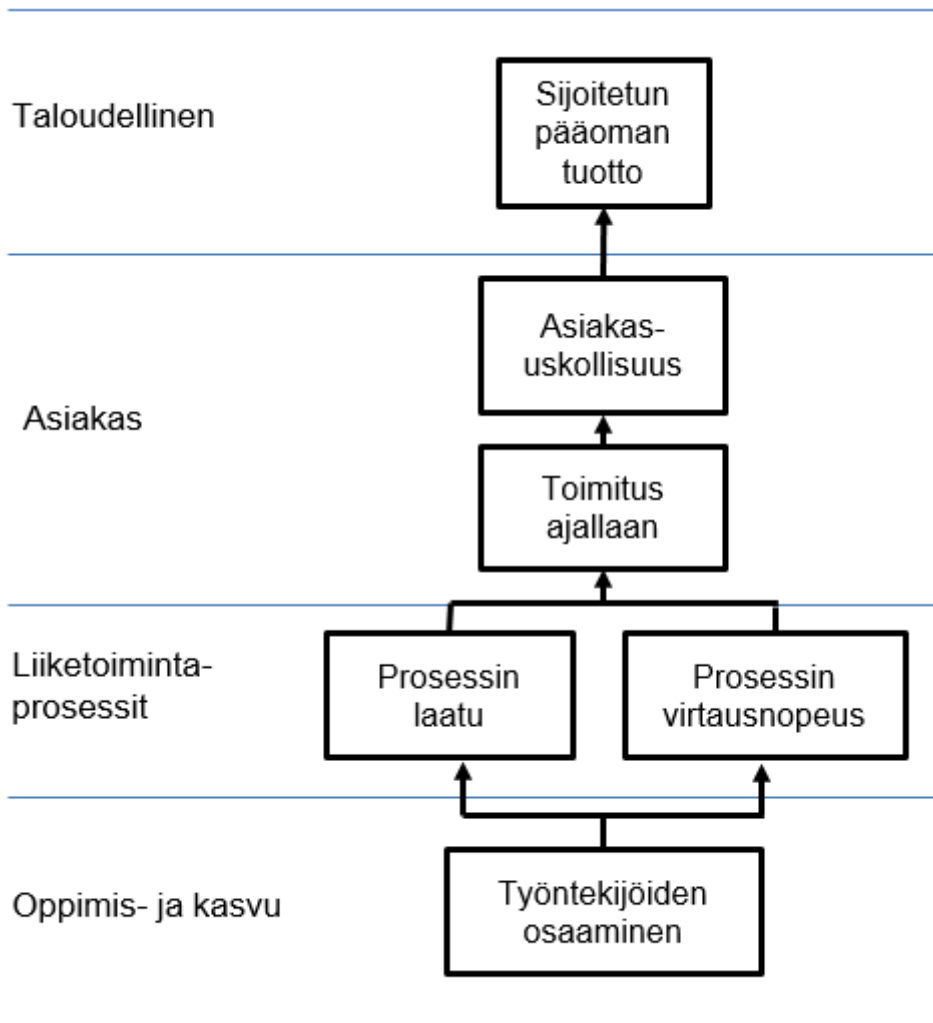 Taloudellinen
Sijoitetun
pääoman
tuotto
Asiakas
Asiakas-
uskollisuus
Toimitus
ajallaan
Liiketoiminta-
prosessit
Prosessin
laatu
Prosessin
virtausnopeus
Oppimis- ja kasvu
Työntekijöiden
osaaminen